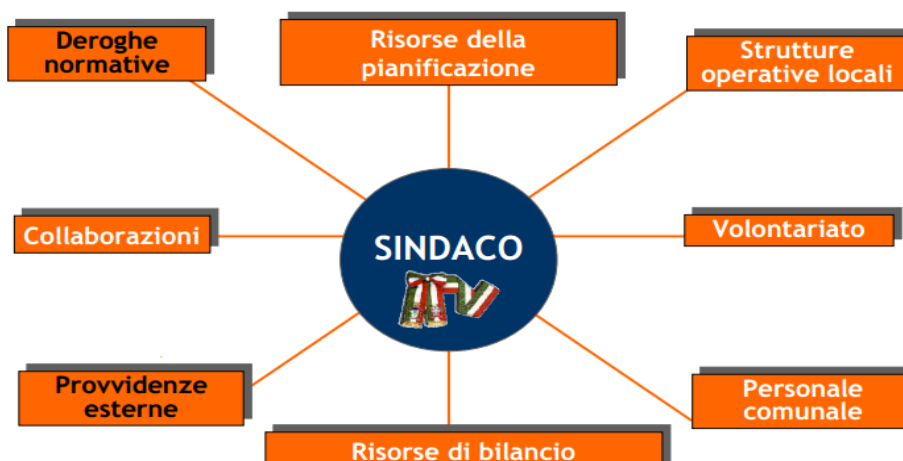 Deroghe
normative
Risorse della
pianificazione
Strutture
operative locali
Collaborazioni
SINDACO
Volontariato
Provvidenze
esterne
Personale
comunale
Risorse di bilancio